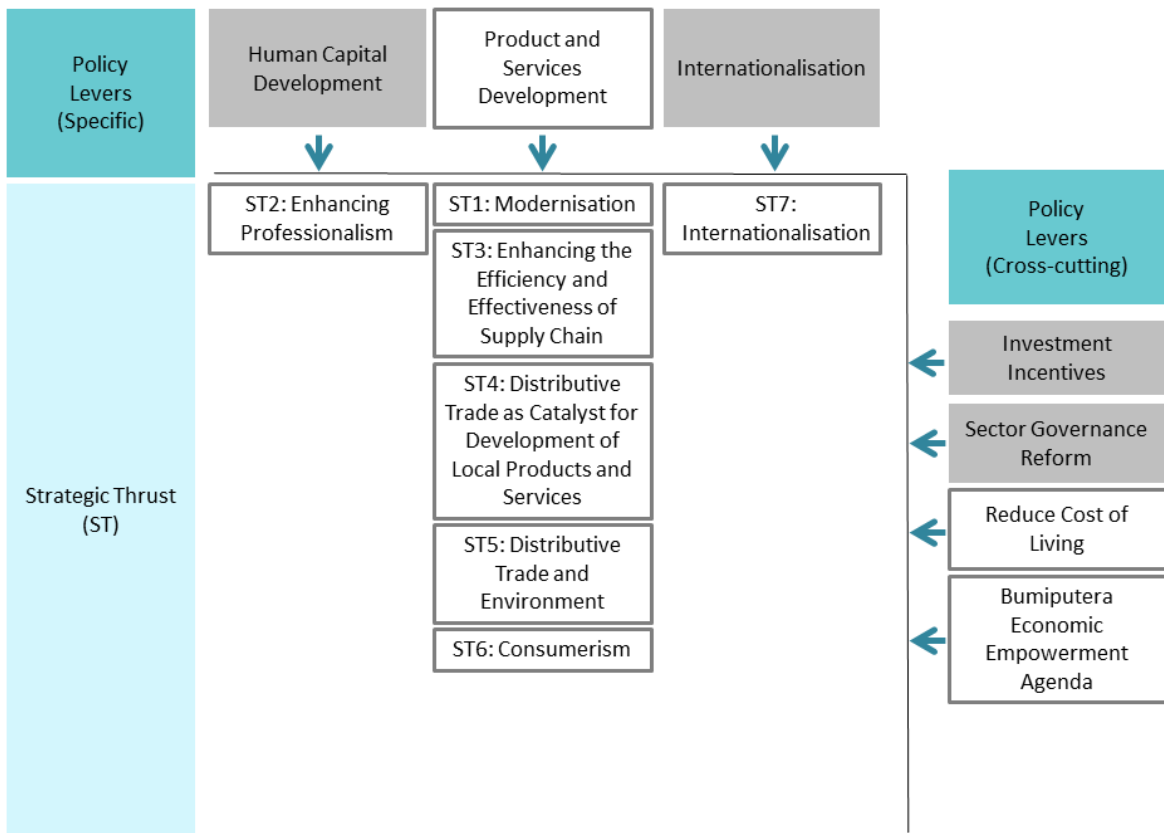 Policy
Levers
(Specific)
Human Capital
Development
Product and
Services
Development
Internationalisation
Strategic Thrust
(ST)
ST2: Enhancing
Professionalism
ST1: Modernisation
ST3: Enhancing the
Efficiency and
Effectiveness of
Supply Chain
ST4: Distributive
Trade as Catalyst for
Development of
Local Products and
Services
ST5: Distributive
Trade and
Environment
ST6: Consumerism
ST7:
Internationalisation
Policy
Levers
(Cross-cutting)
Investment
Incentives
Sector Governance
Reform
Reduce Cost of
Living
Bumiputera
Economic
Empowerment
Agenda